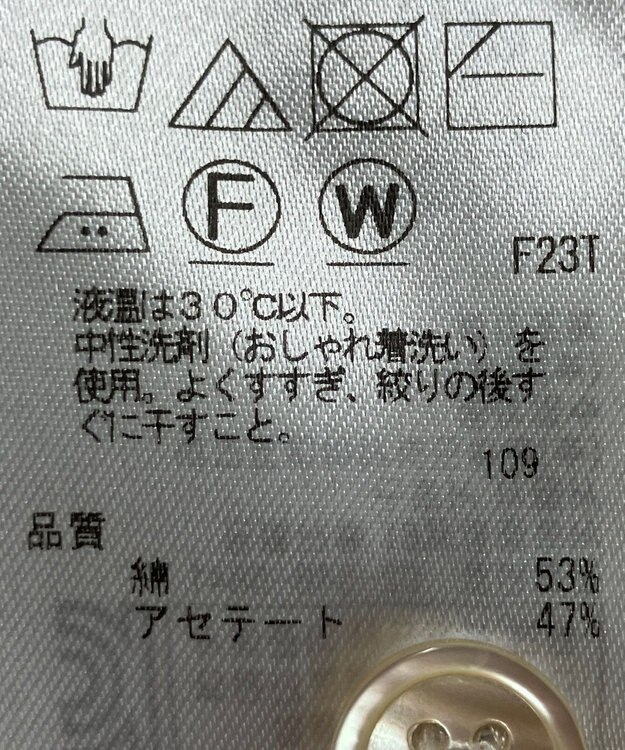 F W
F23T
液温は30℃以下。
中性洗剤（おしゃれ着洗い）を
使用。よくすすぎ、絞りの後す
ぐに干すこと。
109
品質
綿 53%
アセテート 47%